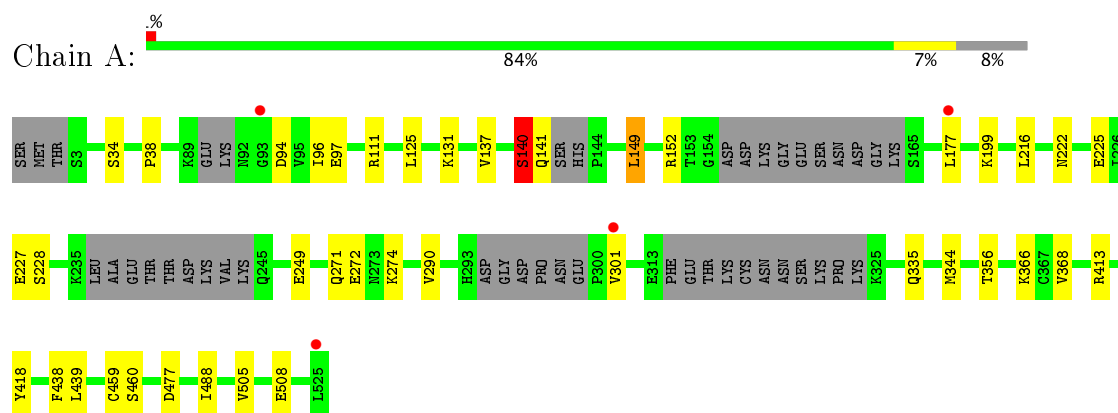 .%
Chain A:
84% 7% 8%
SER MET THR S3 S34 P38 K89 GLU LYS N92 G93 D94 V95 I96 E97 R111 L125 K131 V137 S140 Q141 SER HIS P144 L149 R152 T153 G154 ASP ASP LYS GLY GLU SER ASN ASP GLY LYS S165 L177 K199 L216 N222 E225 I226
E227 S228 K235 LEU ALA GLU THR THR ASP LYS VAL LYS Q245 E249 Q271 E272 N273 K274 V290 H293 ASP GLY ASP PRO ASN GLU P300 V301 E313 PHE GLU THR LYS CYS ASN ASN SER LYS PRO LYS K325 Q335 M344 T356 K366 C367 V368 R413
Y418 F438 L439 C459 S460 D477 I488 V505 E508 L525